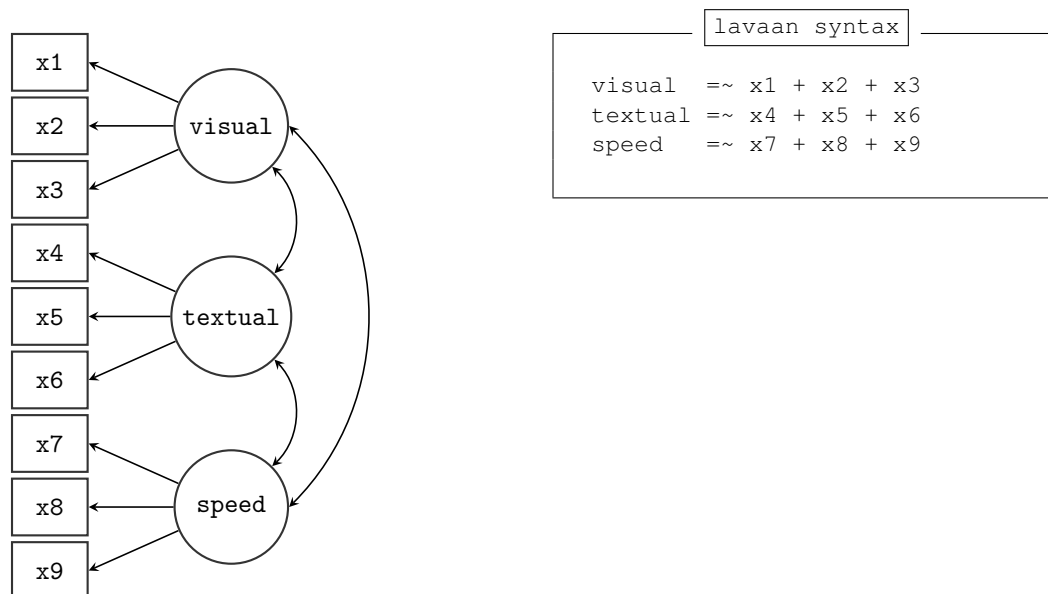 x1
x2
x3
x4
x5
x6
x7
x8
x9
visual
textual
speed
lavaan syntax
visual  =~ x1 + x2 + x3
textual =~ x4 + x5 + x6
speed   =~ x7 + x8 + x9